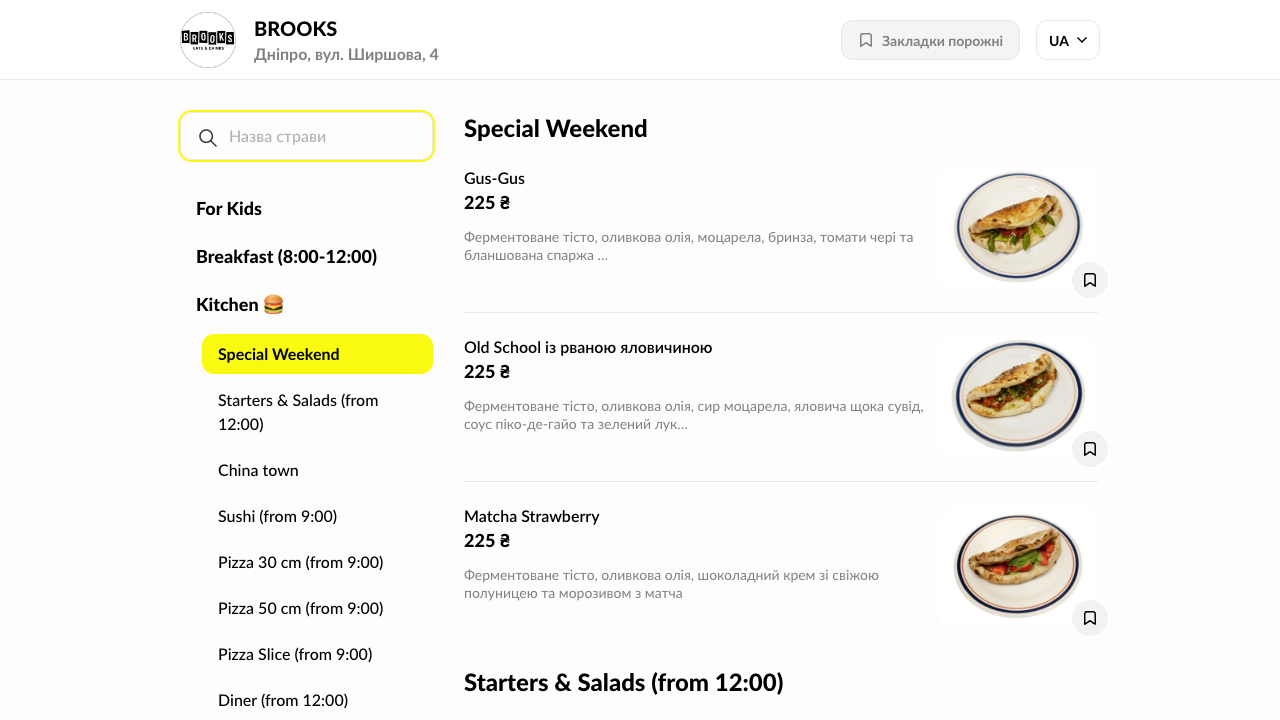 BROOKS
EATS & DRINKS
BROOKS
Дніпро, вул. Ширшова, 4
Закладки порожні
UA
Назва страви
For Kids
Breakfast (8:00-12:00)
Kitchen 🍔
Special Weekend
Starters & Salads (from
12:00)
China town
Sushi (from 9:00)
Pizza 30 cm (from 9:00)
Pizza 50 cm (from 9:00)
Pizza Slice (from 9:00)
Diner (from 12:00)
Special Weekend
Gus-Gus
225 ₴
Ферментоване тісто, оливкова олія, моцарела, бринза, томати чері та
бланшована спаржа ...
Old School із рваною яловичиною
225 ₴
Ферментоване тісто, оливкова олія, сир моцарела, яловича щока сувід,
соус піко-де-гайо та зелений лук...
Matcha Strawberry
225 ₴
Ферментоване тісто, оливкова олія, шоколадний крем зі свіжою
полуницею та морозивом з матча
Starters & Salads (from 12:00)